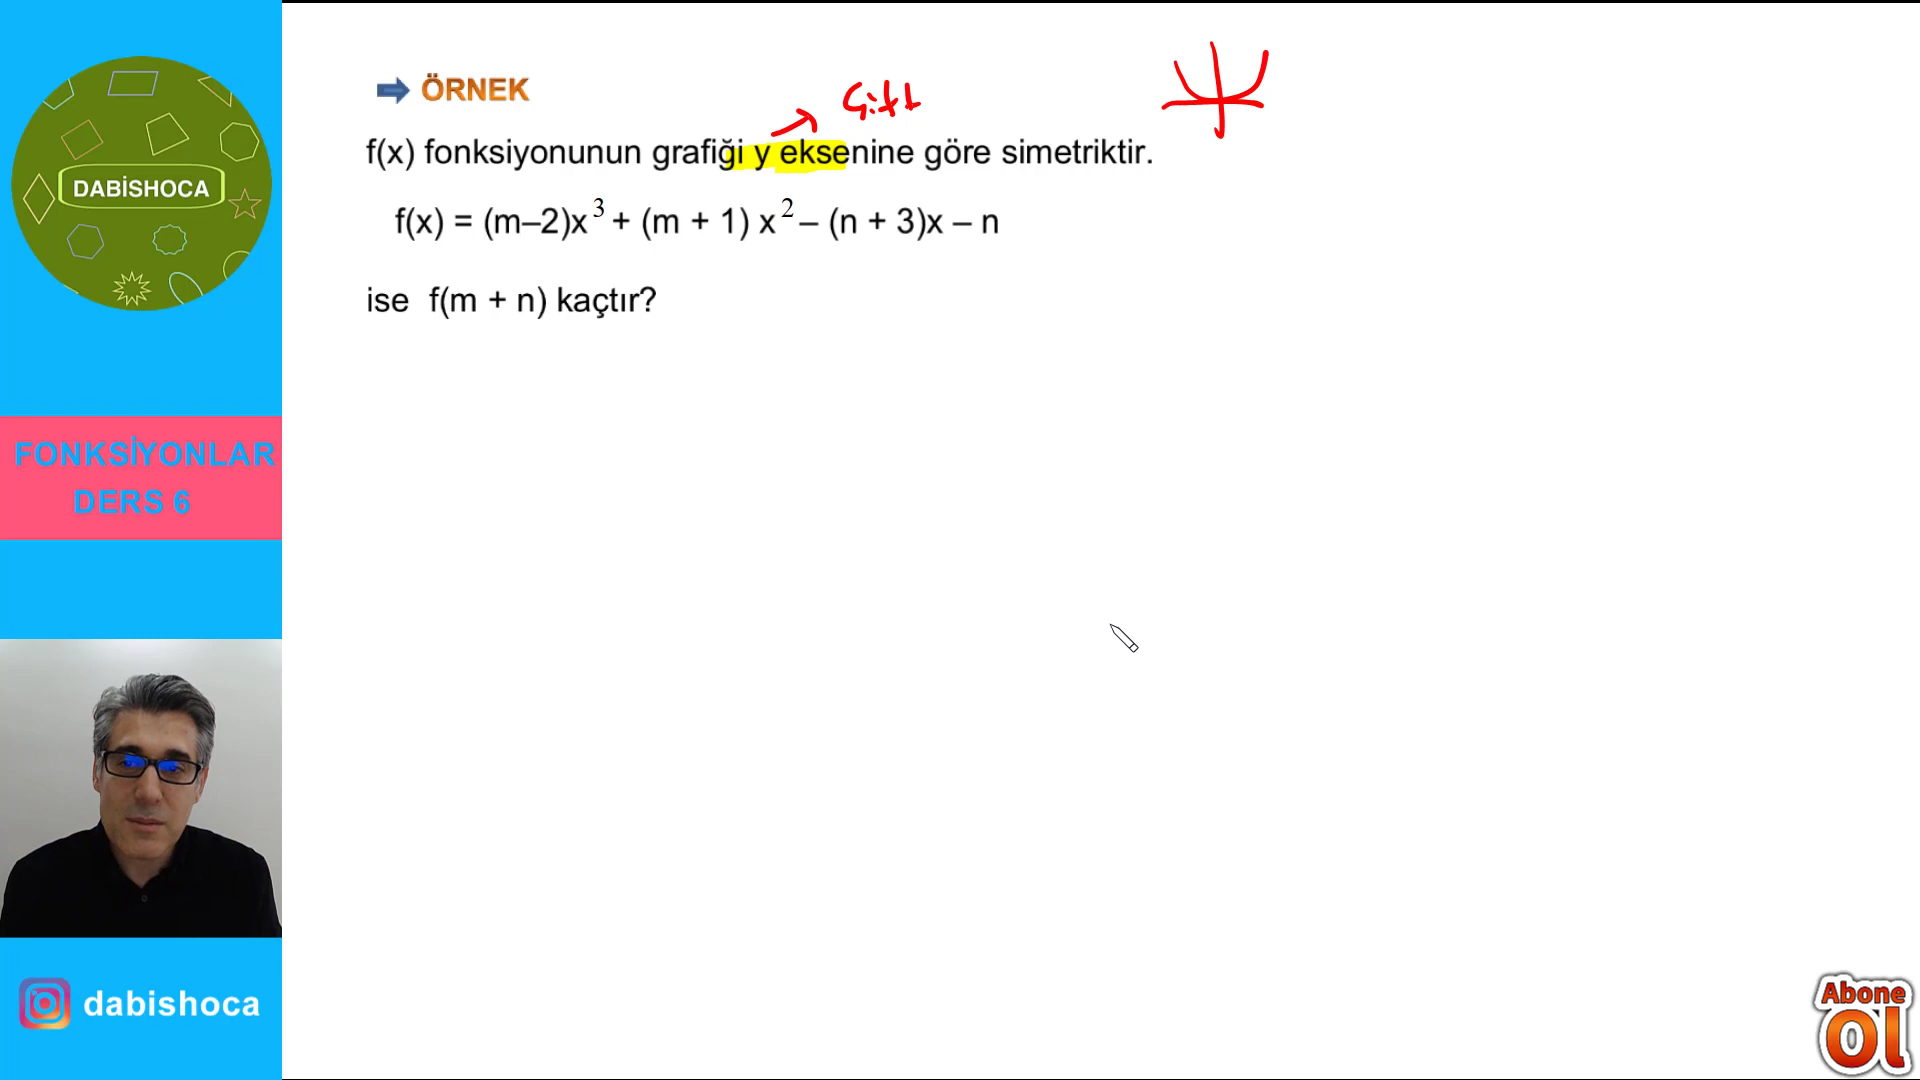 ÖRNEK
Çift
f(x) fonksiyonunun grafiği y eksenine göre simetriktir.
f(x) = (m–2)x³ + (m + 1) x² – (n + 3)x – n
ise f(m + n) kaçtır?
DABİSHOCA
FONKSİYONLAR
DERS 6
dabishoca
Abone
Ol